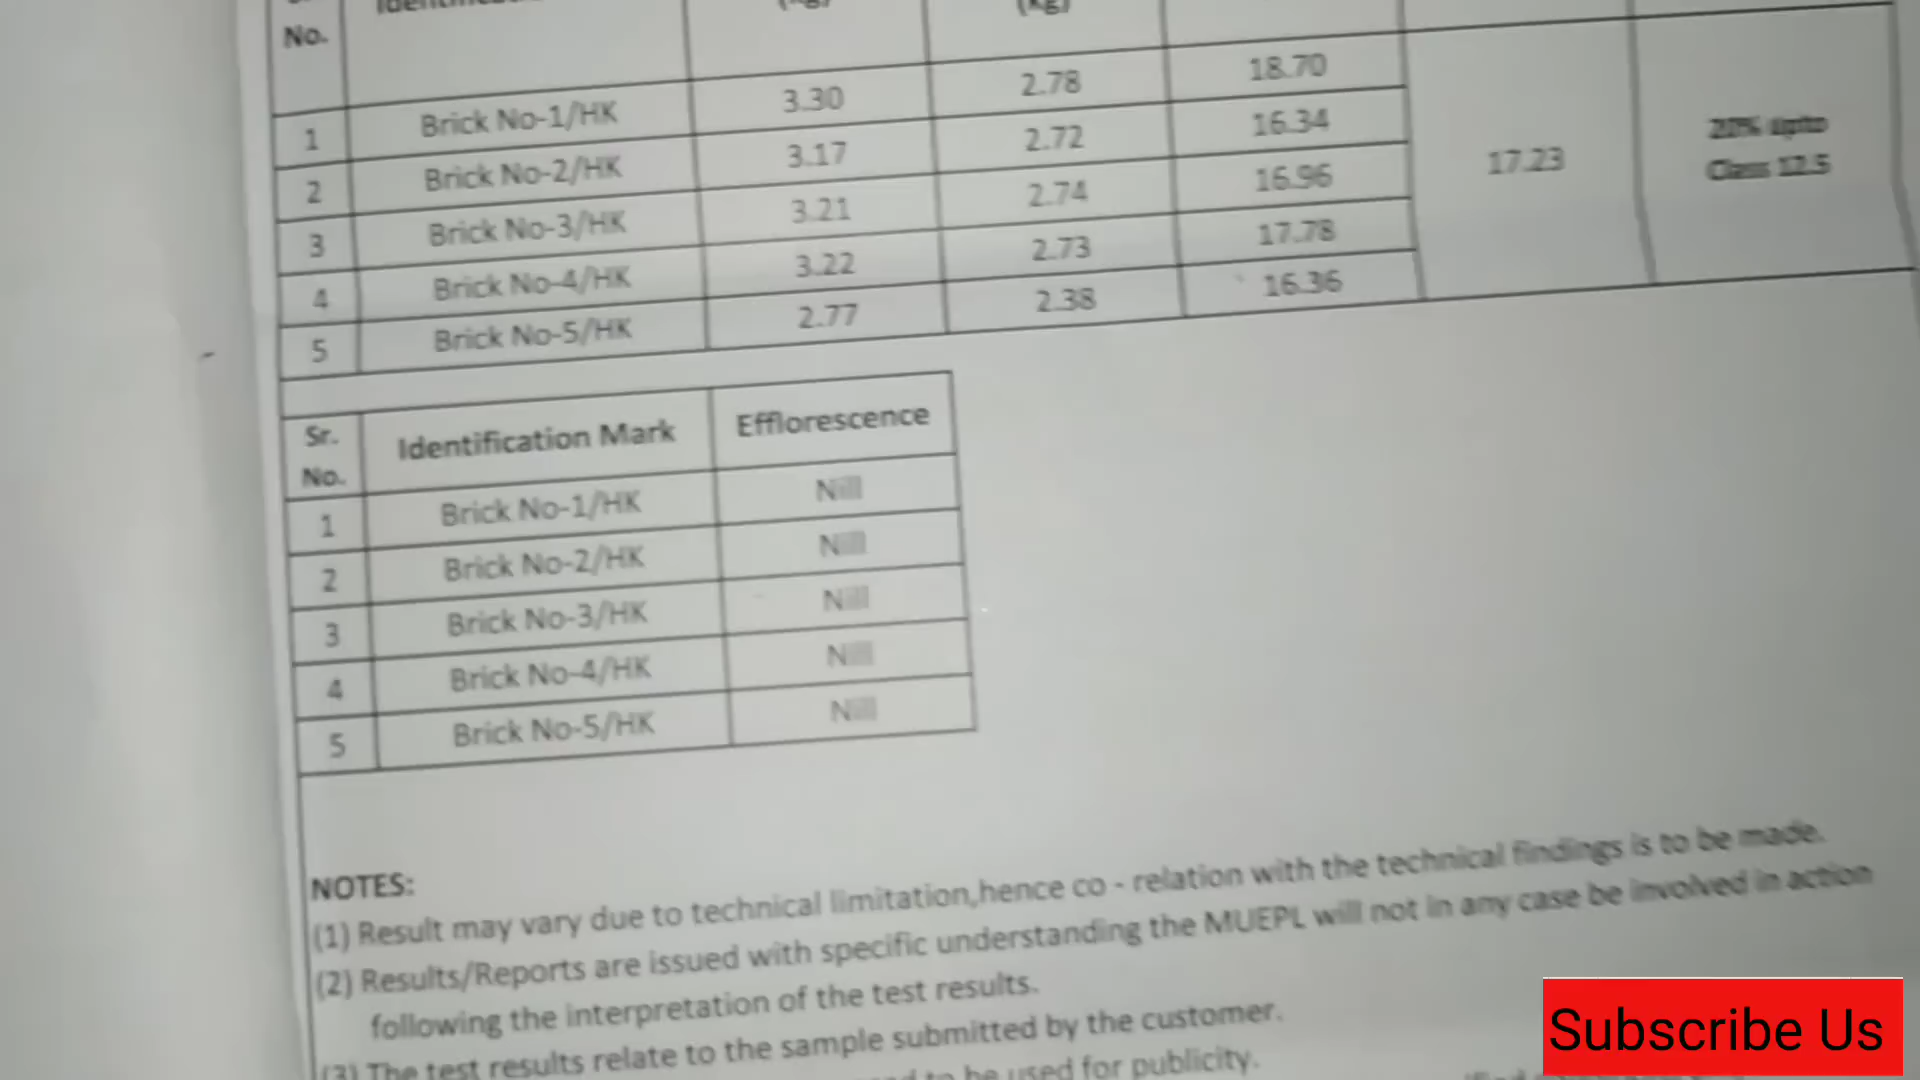 No.
(Kg)
1 Brick No-1/HK 3.30 2.78 18.70
2 Brick No-2/HK 3.17 2.72 16.34
3 Brick No-3/HK 3.21 2.74 16.96
4 Brick No-4/HK 3.22 2.73 17.78
5 Brick No-5/HK 2.77 2.38 16.36
17.23
20% upto
Class 12.5
Sr.
No.
Identification Mark
Efflorescence
1 Brick No-1/HK Nill
2 Brick No-2/HK Nill
3 Brick No-3/HK Nill
4 Brick No-4/HK Nill
5 Brick No-5/HK Nill
NOTES:
(1) Result may vary due to technical limitation,hence co - relation with the technical findings is to be made.
(2) Results/Reports are issued with specific understanding the MUEPL will not in any case be involved in action
following the interpretation of the test results.
(3) The test results relate to the sample submitted by the customer.
to be used for publicity.
Subscribe Us